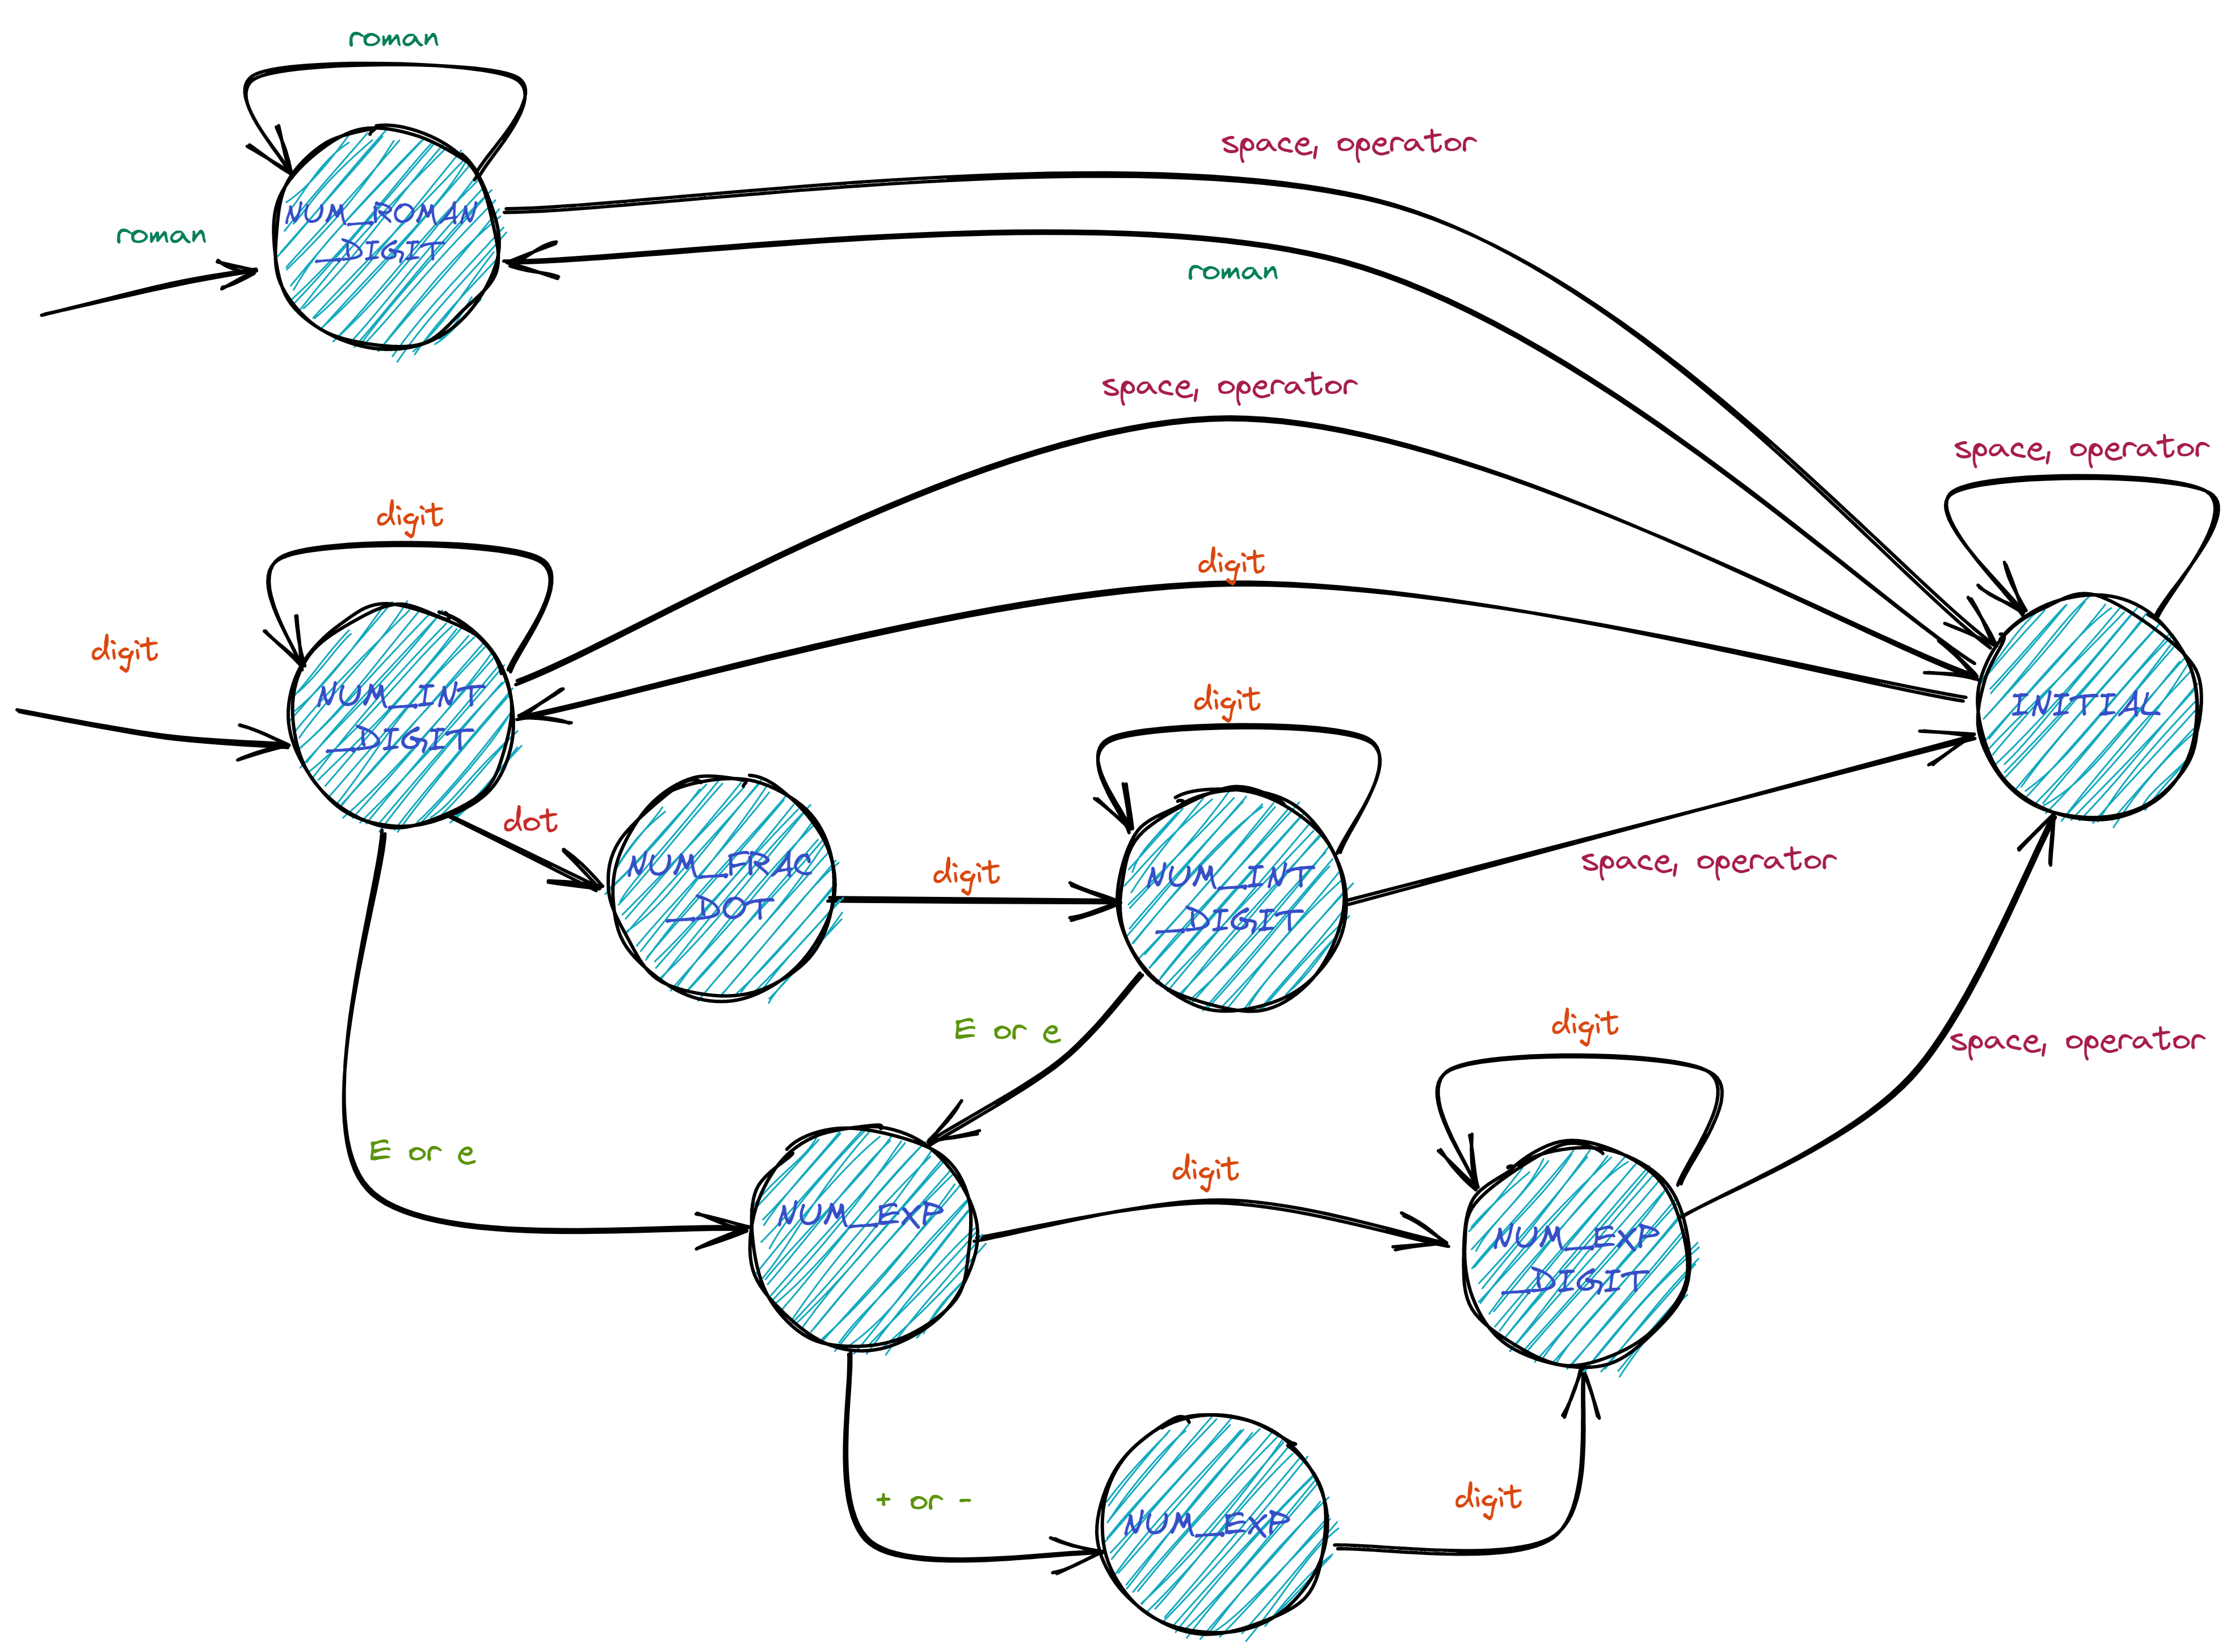 roman
space, operator
NUM_ROMAN
_DIGIT
roman
roman
space, operator
space, operator
digit
digit
digit
NUM_INT
_DIGIT
digit
INITIAL
dot
NUM_FRAC
_DOT
digit
NUM_INT
_DIGIT
space, operator
E or e
digit
space, operator
E or e
digit
NUM_EXP
NUM_EXP
_DIGIT
+ or -
digit
NUM_EXP